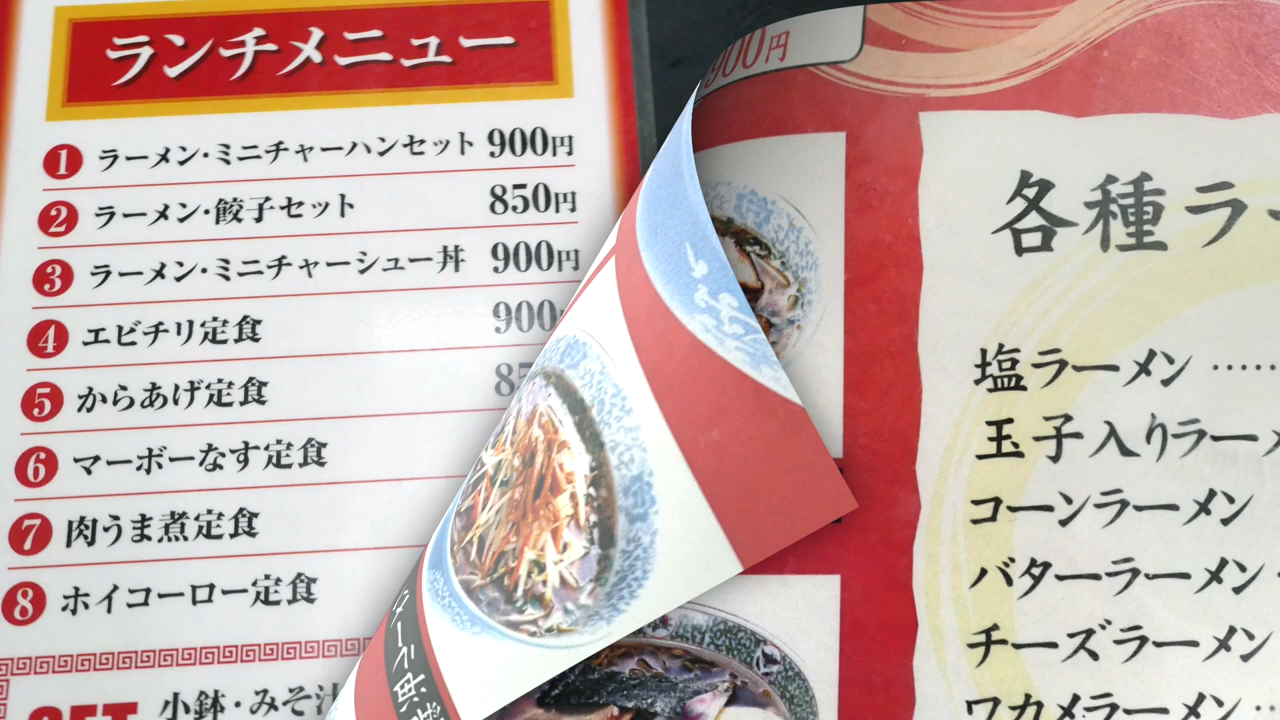 ランチメニュー
1 ラーメン・ミニチャーハンセット 900円
2 ラーメン・餃子セット 850円
3 ラーメン・ミニチャーシュー丼 900円
4 エビチリ定食 900
5 からあげ定食
6 マーボーなす定食
7 肉うま煮定食
8 ホイコーロー定食
小鉢・みそ汁
900円
各種ラー
塩ラーメン ……
玉子入りラーメ
コーンラーメン
バターラーメン
チーズラーメン
ワカメラーメン